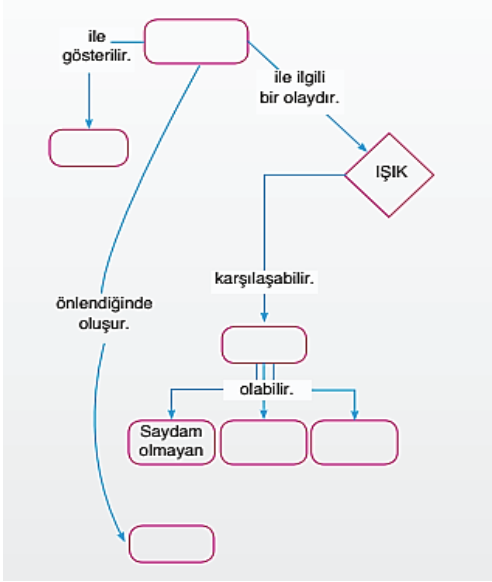 ile
gösterilir.
ile ilgili
bir olaydır.
IŞIK
karşılaşabilir.
önlendiğinde
oluşur.
olabilir.
Saydam
olmayan